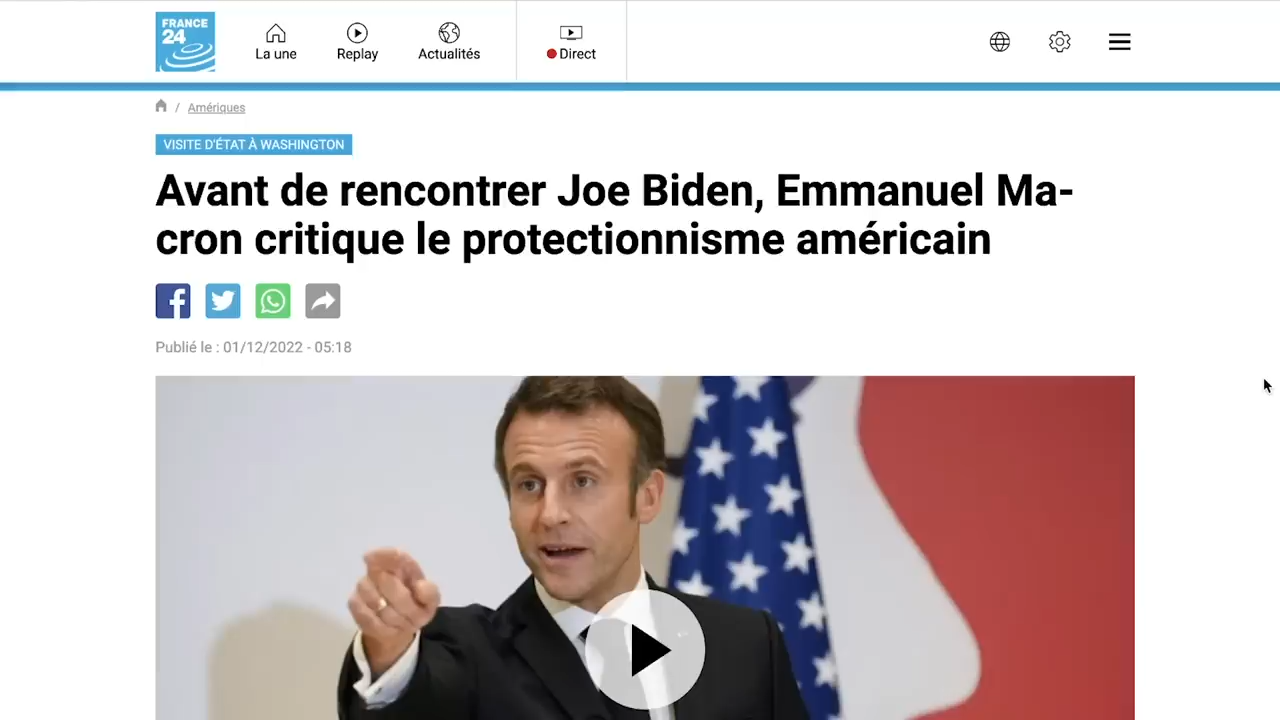 FRANCE
24
La une
Replay
Actualités
Direct
/ Amériques
VISITE D'ÉTAT À WASHINGTON
Avant de rencontrer Joe Biden, Emmanuel Ma-
cron critique le protectionnisme américain
Publié le : 01/12/2022 - 05:18